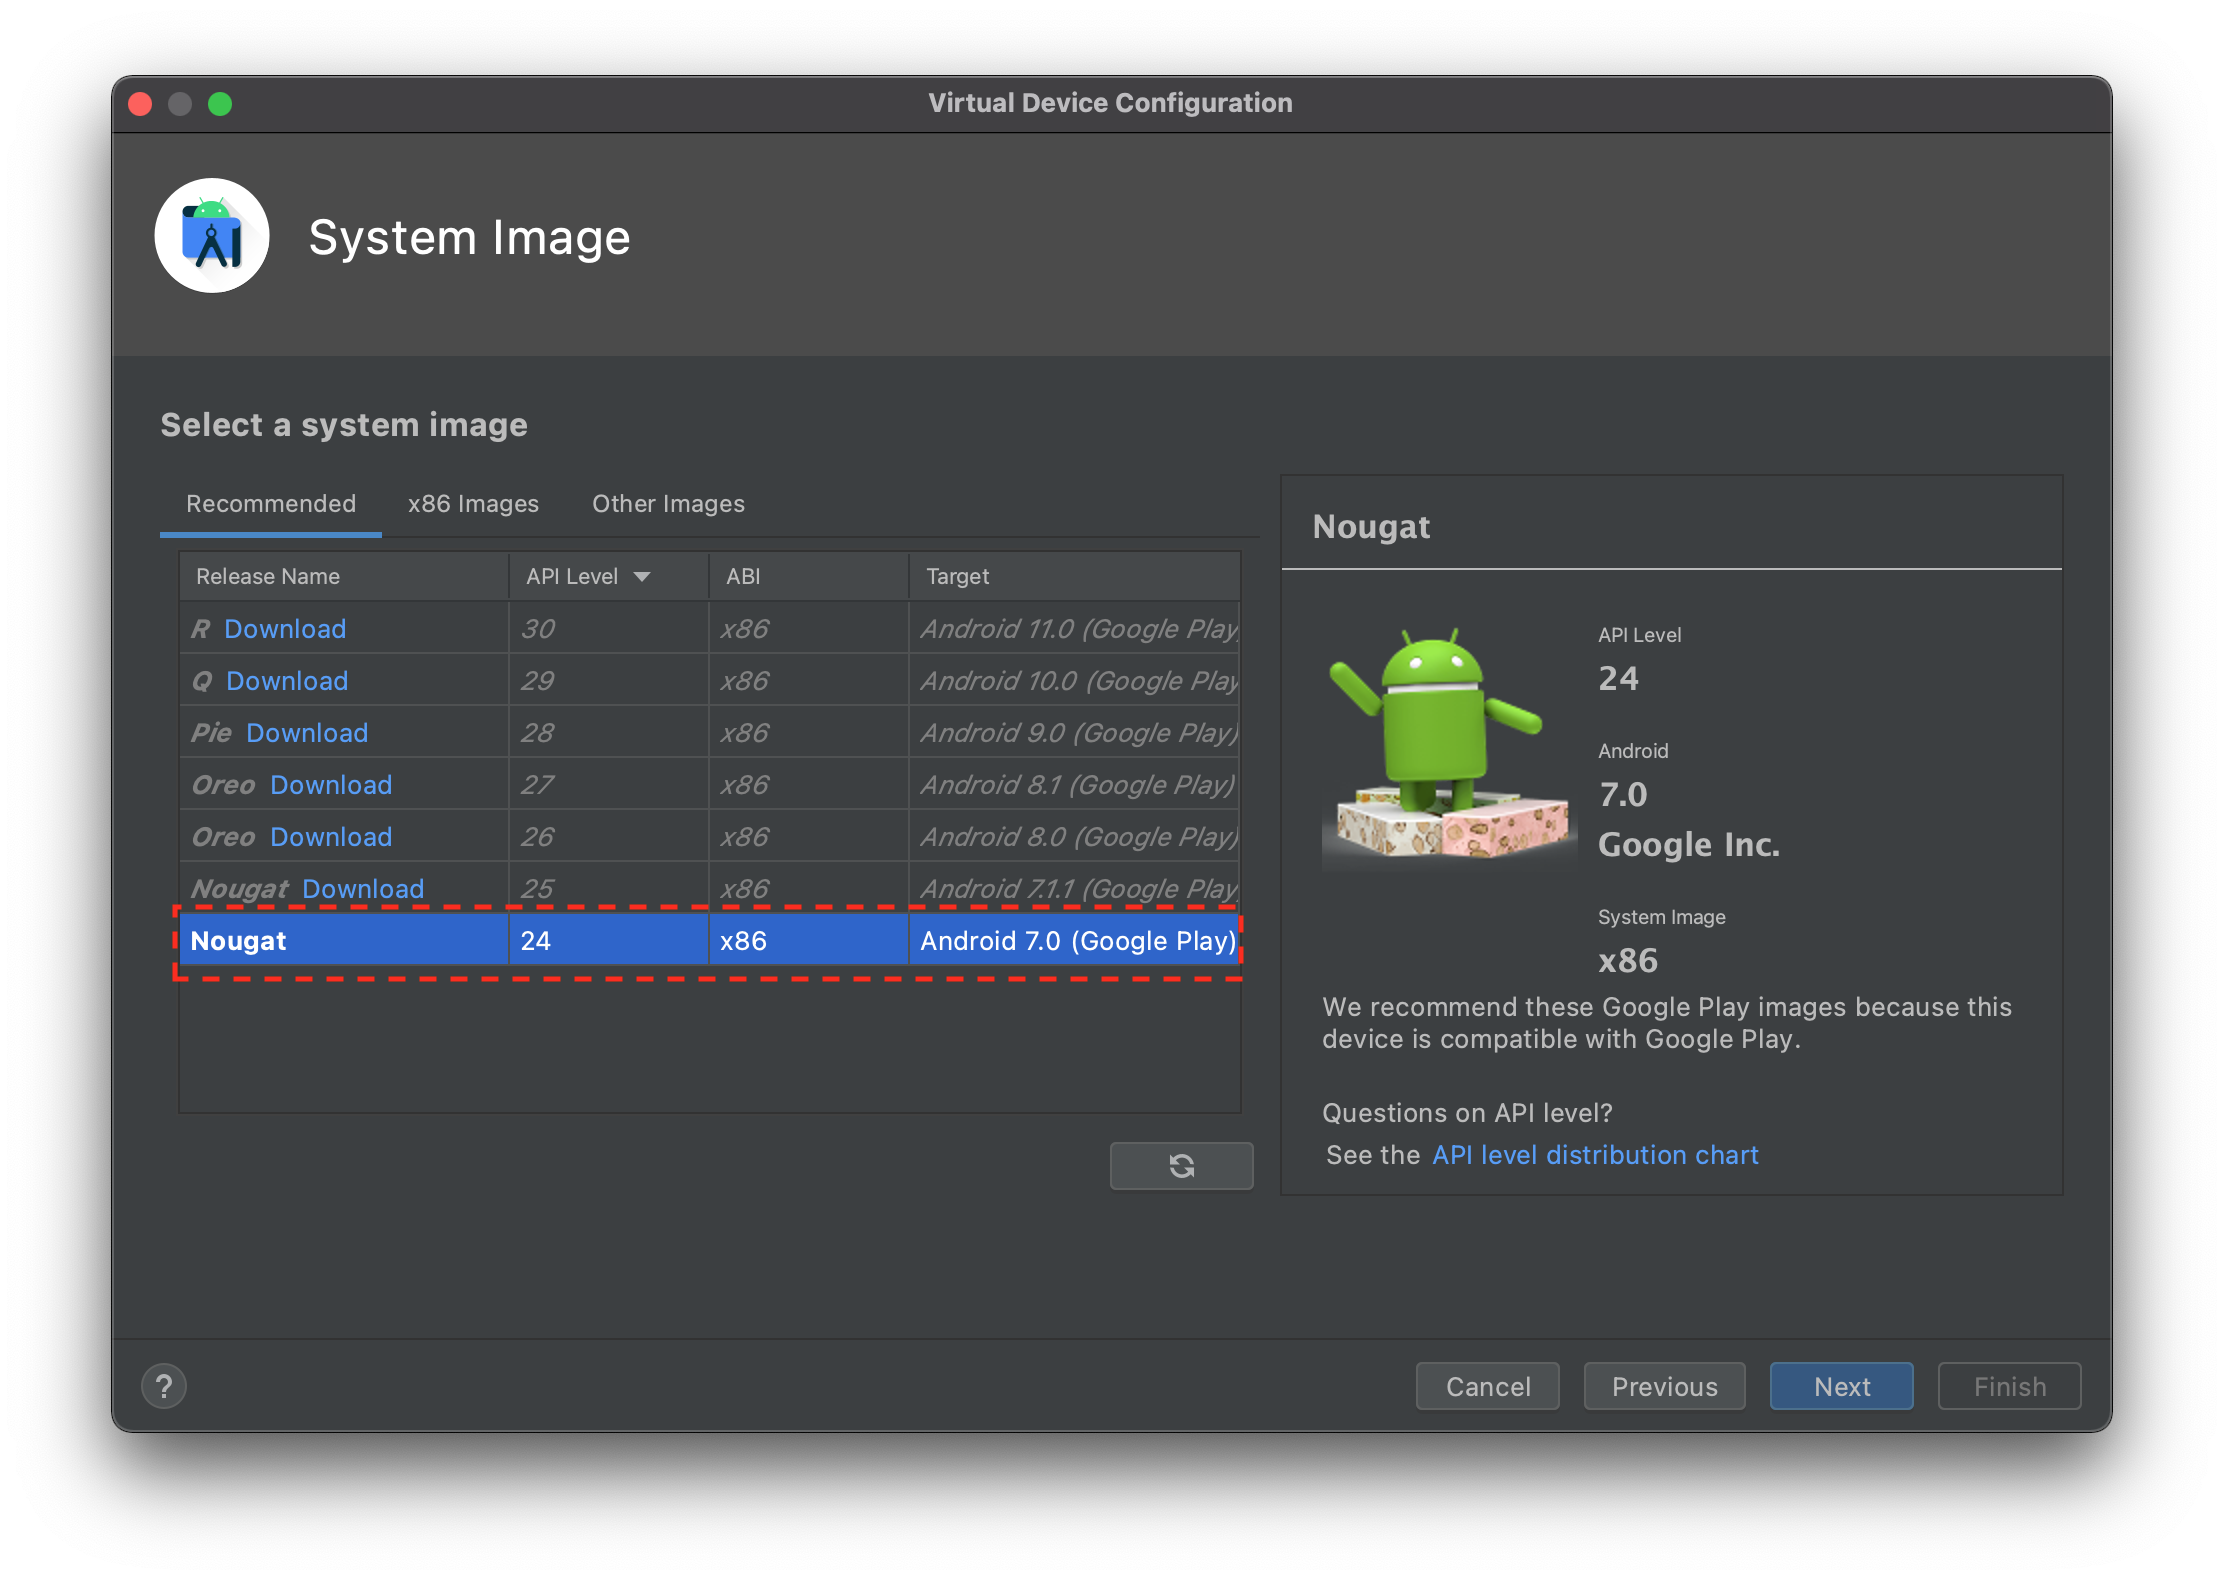 Virtual Device Configuration
System Image
Select a system image
Recommended x86 Images Other Images
Release Name API Level ABI Target
R Download 30 x86 Android 11.0 (Google Play)
Q Download 29 x86 Android 10.0 (Google Play
Pie Download 28 x86 Android 9.0 (Google Play)
Oreo Download 27 x86 Android 8.1 (Google Play)
Oreo Download 26 x86 Android 8.0 (Google Play)
Nougat Download 25 x86 Android 7.1.1 (Google Play
Nougat 24 x86 Android 7.0 (Google Play)
Nougat
API Level
24
Android
7.0
Google Inc.
System Image
x86
We recommend these Google Play images because this
device is compatible with Google Play.
Questions on API level?
See the API level distribution chart
?
Cancel Previous Next Finish